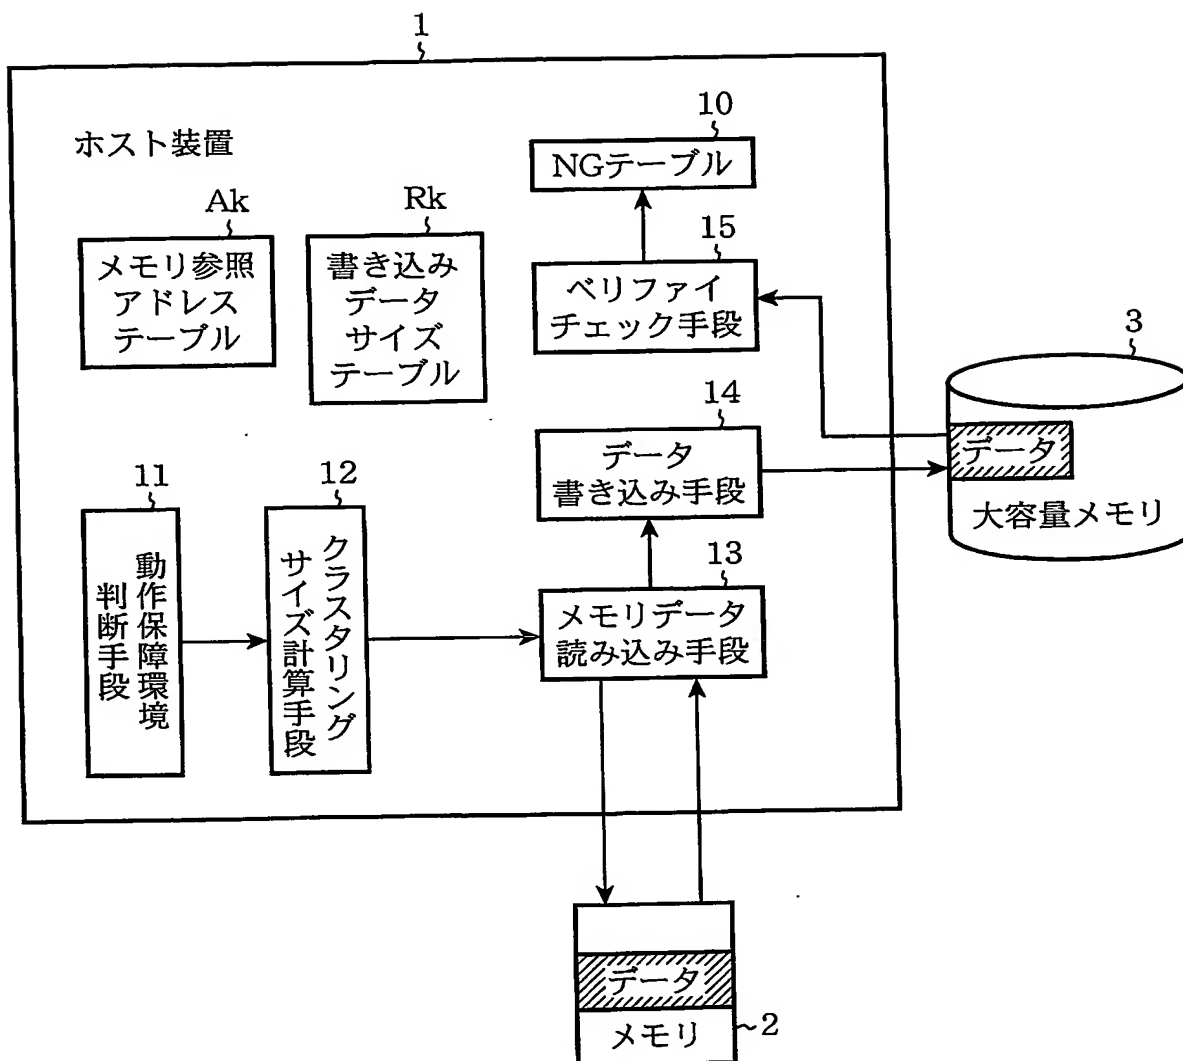 1
ホスト装置
10
NGテーブル
Ak
メモリ参照
アドレス
テーブル
Rk
書き込み
データ
サイズ
テーブル
15
ベリファイ
チェック手段
3
データ
大容量メモリ
14
データ
書き込み手段
11
動作保障環境
判断手段
12
クラスタリング
サイズ計算手段
13
メモリデータ
読み込み手段
データ
メモリ
2